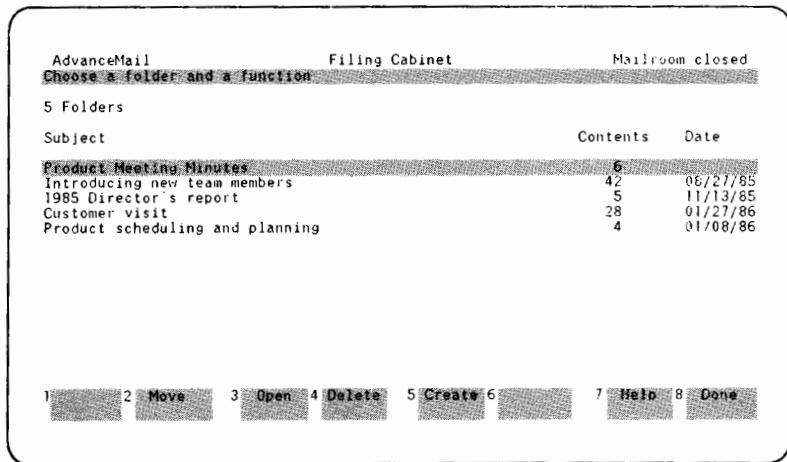 AdvanceMail Filing Cabinet Mailroom closed
Choose a folder and a function
5 Folders
Subject Contents Date
Product Meeting Minutes 6
Introducing new team members 42 06/27/85
1985 Director's report 5 11/13/85
Customer visit 28 01/27/86
Product scheduling and planning 4 01/08/86
1 2 Move 3 Open 4 Delete 5 Create 6 7 Help 8 Done